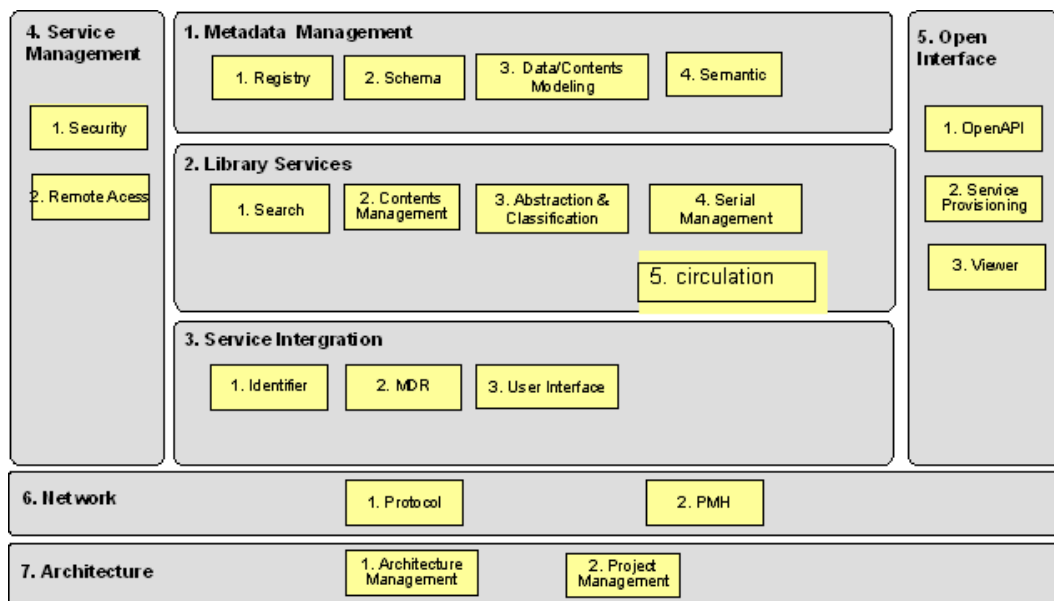 4. Service
Management
1. Security
2. Remote Acess
1. Metadata Management
1. Registry
2. Schema
3. Data/Contents
Modeling
4. Semantic
2. Library Services
1. Search
2. Contents
Management
3. Abstraction &
Classification
4. Serial
Management
5. circulation
3. Service Intergration
1. Identifier
2. MDR
3. User Interface
5. Open
Interface
1. OpenAPI
2. Service
Provisioning
3. Viewer
6. Network
1. Protocol
2. PMH
7. Architecture
1. Architecture
Management
2. Project
Management